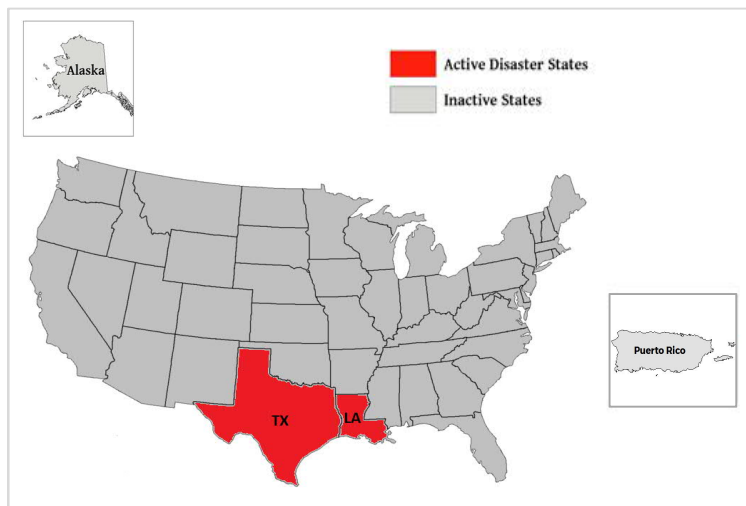 Alaska
Active Disaster States
Inactive States
Puerto Rico
TX
LA